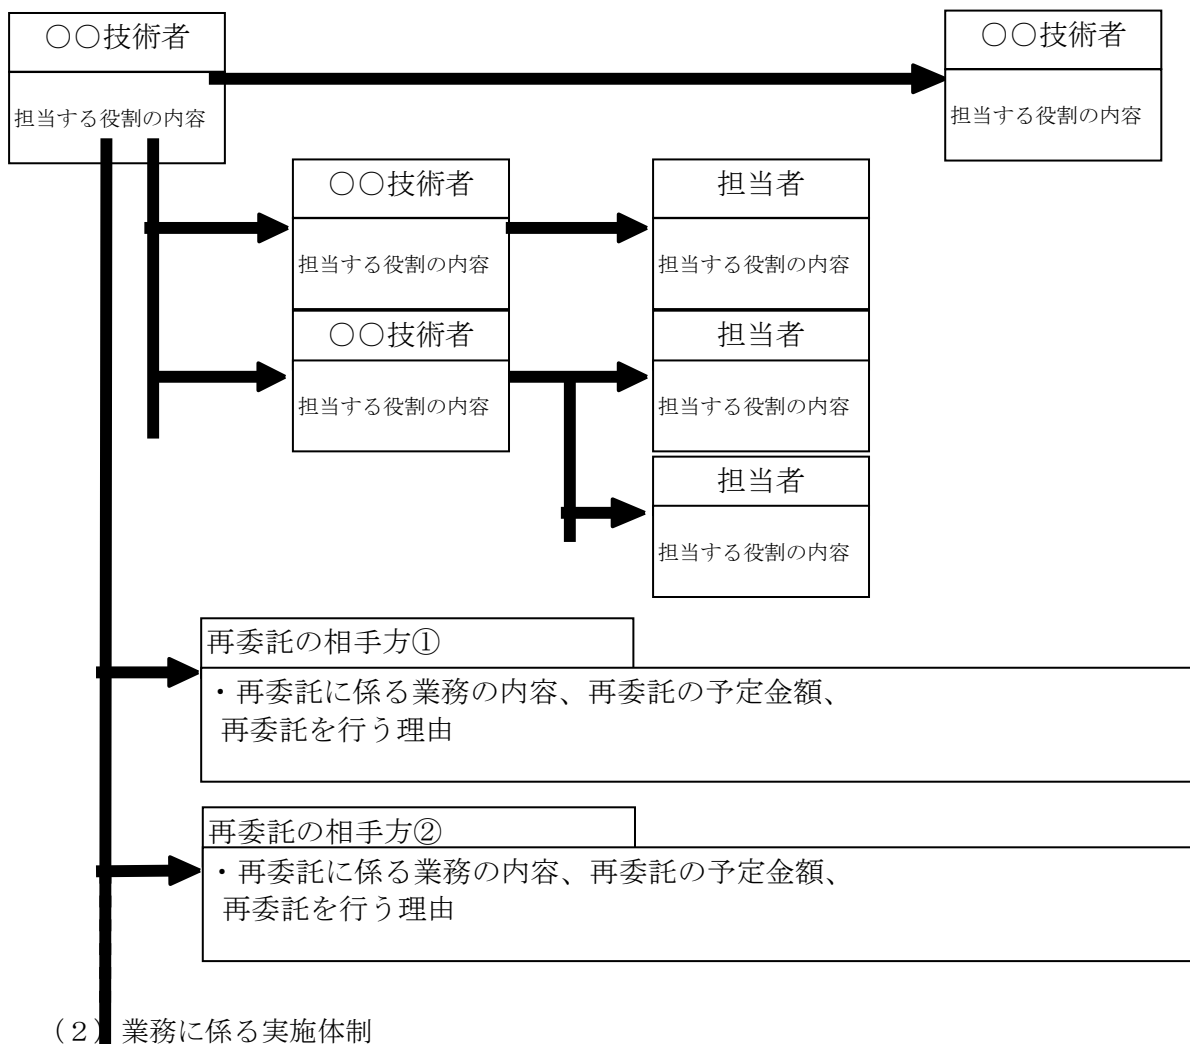 ○○技術者
○○技術者
担当する役割の内容
担当する役割の内容
○○技術者
担当者
担当する役割の内容
担当する役割の内容
○○技術者
担当者
担当する役割の内容
担当する役割の内容
担当者
担当する役割の内容
再委託の相手方①
・再委託に係る業務の内容、再委託の予定金額、
再委託を行う理由
再委託の相手方②
・再委託に係る業務の内容、再委託の予定金額、
再委託を行う理由
（２）業務に係る実施体制